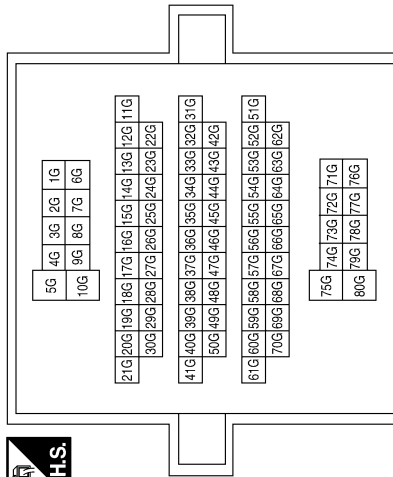 5G 4G 3G 2G 1G
10G 9G 8G 7G 6G
21G 20G 19G 18G 17G 16G 15G 14G 13G 12G 11G
30G 29G 28G 27G 26G 25G 24G 23G 22G
41G 40G 39G 38G 37G 36G 35G 34G 33G 32G 31G
50G 49G 48G 47G 46G 45G 44G 43G 42G
61G 60G 59G 58G 57G 56G 55G 54G 53G 52G 51G
70G 69G 68G 67G 66G 65G 64G 63G 62G
75G 74G 73G 72G 71G
80G 79G 78G 77G 76G
H.S.